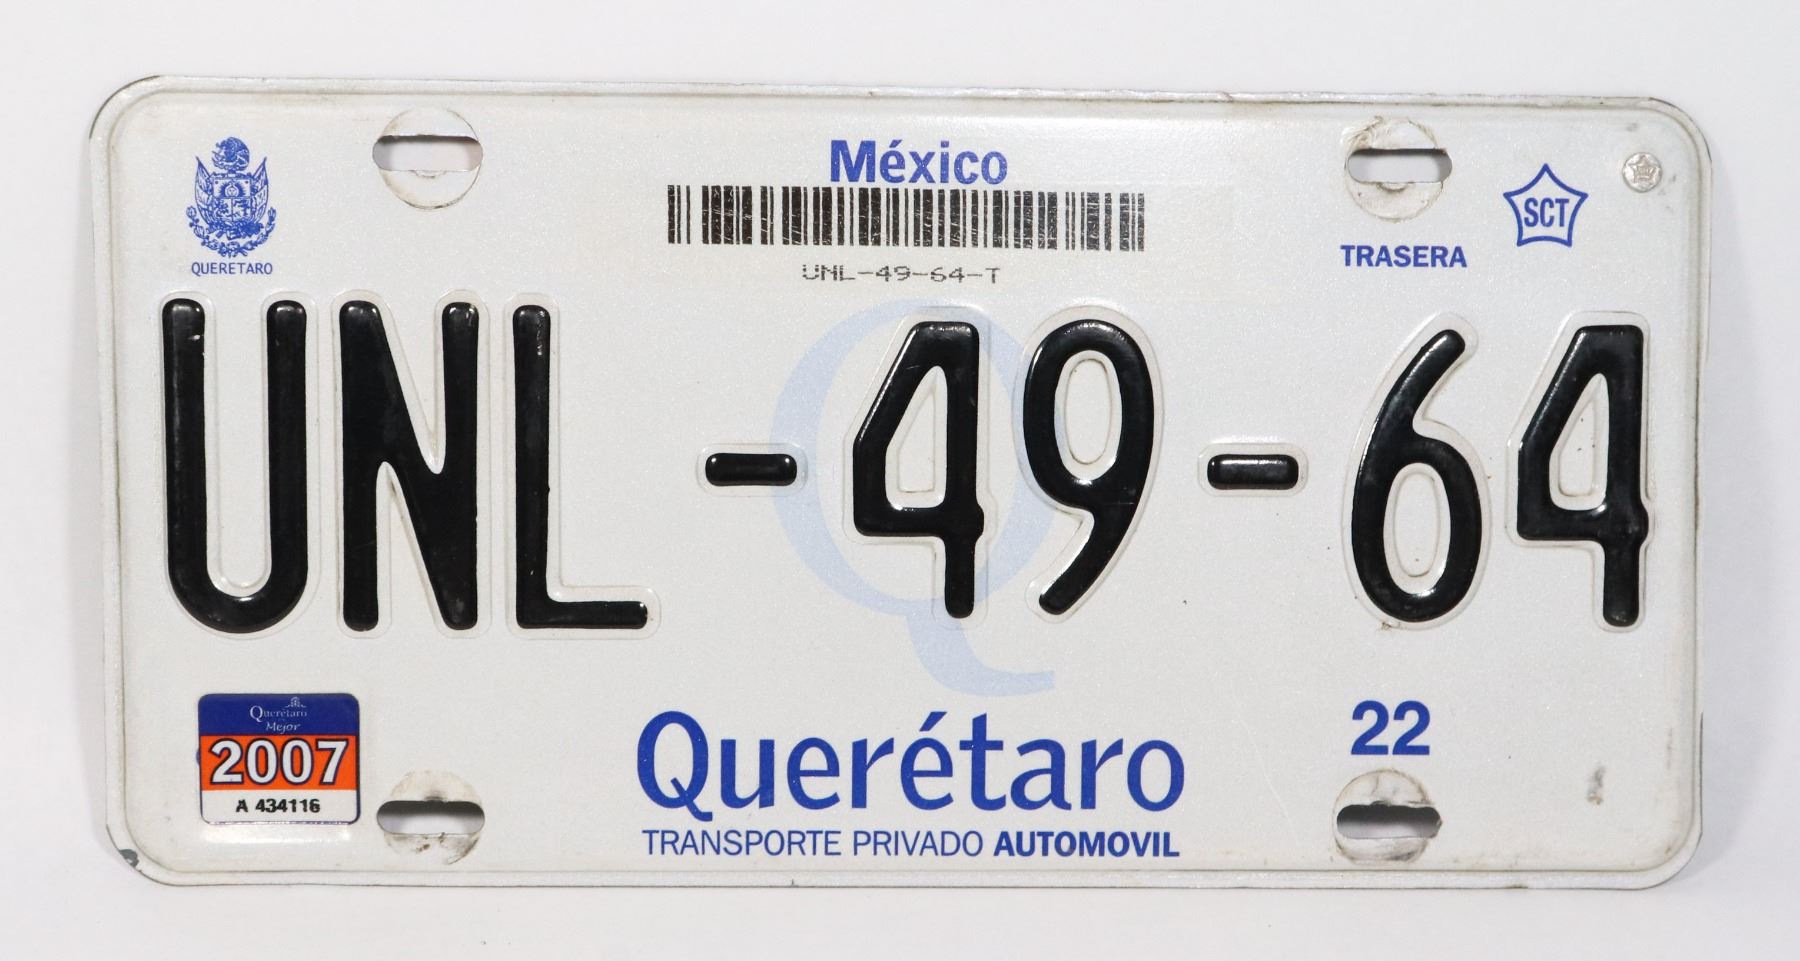 México
SCT
TRASERA
QUERETARO
UNL-49-64-T
UNL-49-64
Querétaro
Mejor
2007
A 434116
22
Querétaro
TRANSPORTE PRIVADO AUTOMOVIL